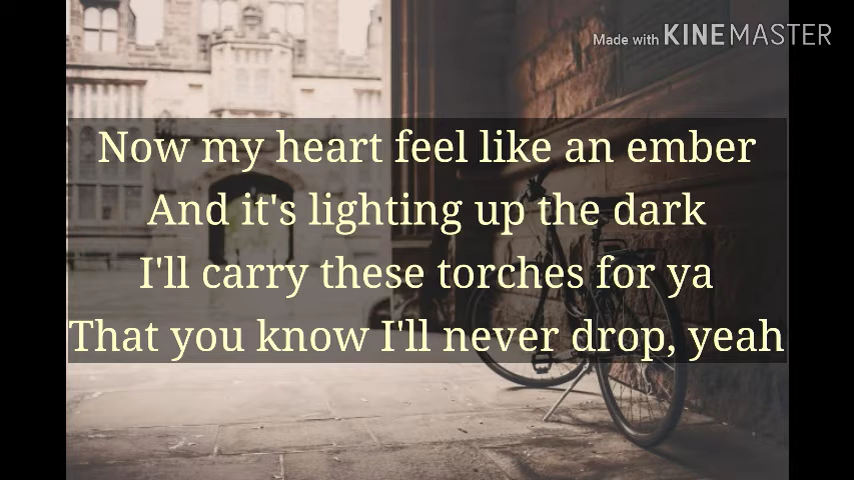 Made with KINEMASTER
Now my heart feel like an ember
And it's lighting up the dark
I'll carry these torches for ya
That you know I'll never drop, yeah